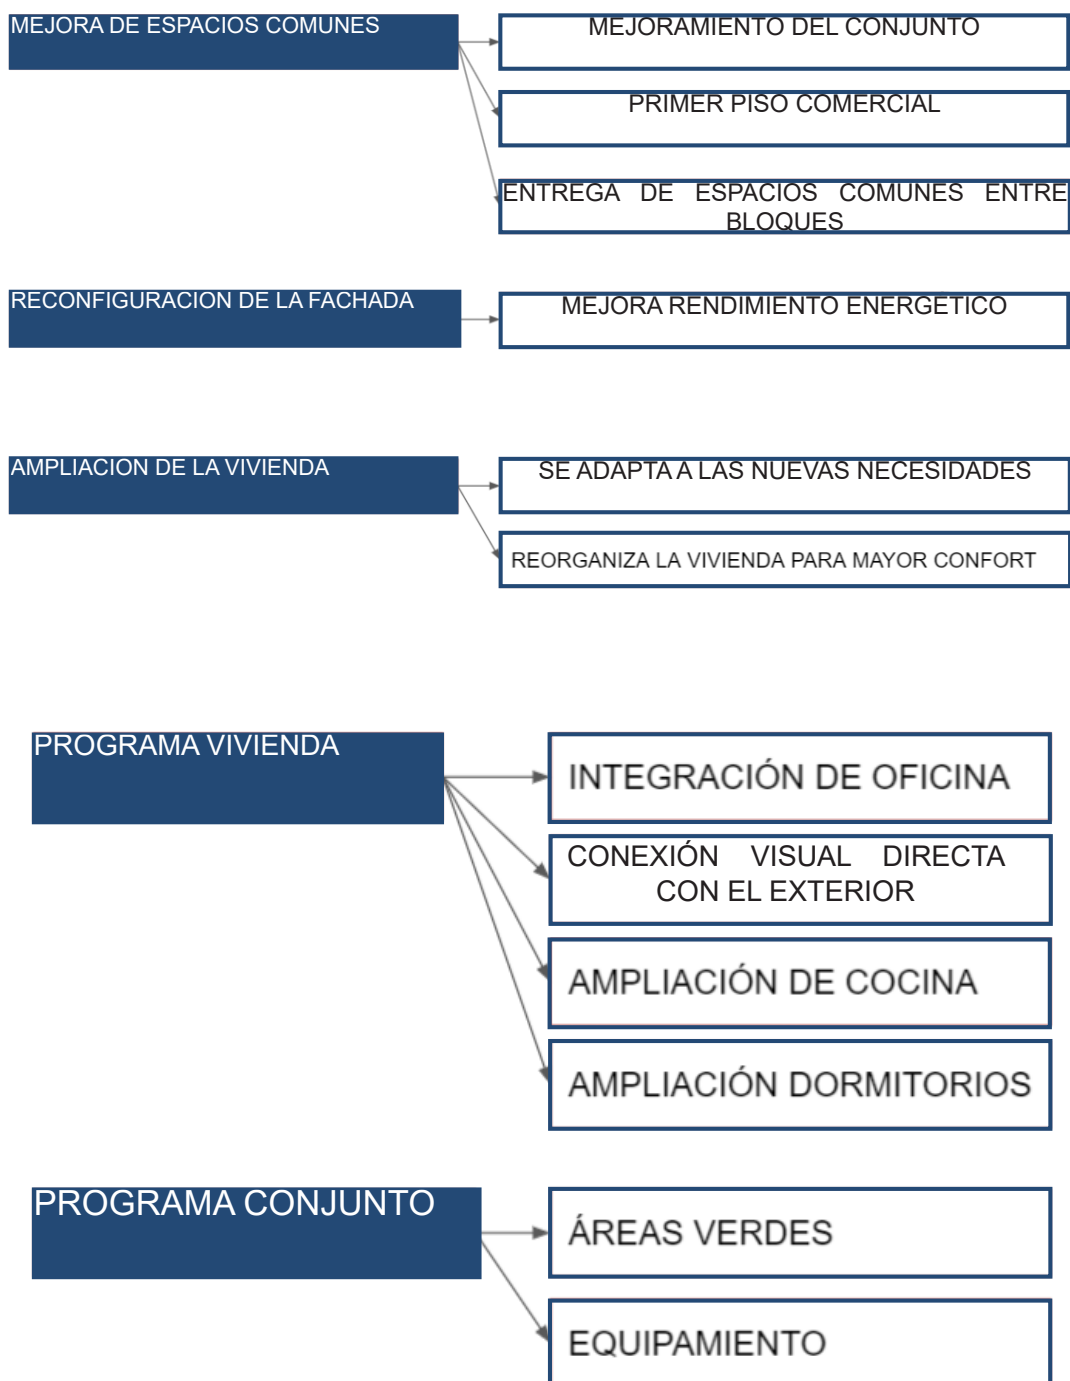 MEJORA DE ESPACIOS COMUNES
MEJORAMIENTO DEL CONJUNTO
PRIMER PISO COMERCIAL
ENTREGA DE ESPACIOS COMUNES ENTRE
BLOQUES
RECONFIGURACION DE LA FACHADA
MEJORA RENDIMIENTO ENERGÉTICO
AMPLIACION DE LA VIVIENDA
SE ADAPTA A LAS NUEVAS NECESIDADES
REORGANIZA LA VIVIENDA PARA MAYOR CONFORT
PROGRAMA VIVIENDA
INTEGRACIÓN DE OFICINA
CONEXIÓN VISUAL DIRECTA
CON EL EXTERIOR
AMPLIACIÓN DE COCINA
AMPLIACIÓN DORMITORIOS
PROGRAMA CONJUNTO
ÁREAS VERDES
EQUIPAMIENTO